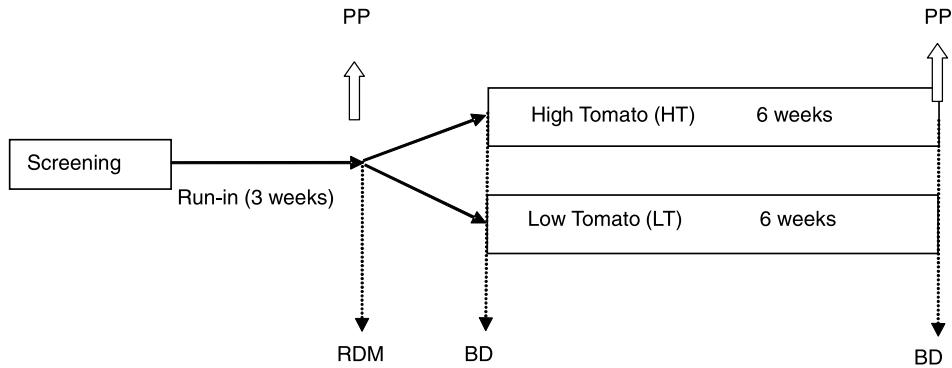 PP
PP
High Tomato (HT) 6 weeks
Screening
Run-in (3 weeks)
Low Tomato (LT) 6 weeks
RDM
BD
BD